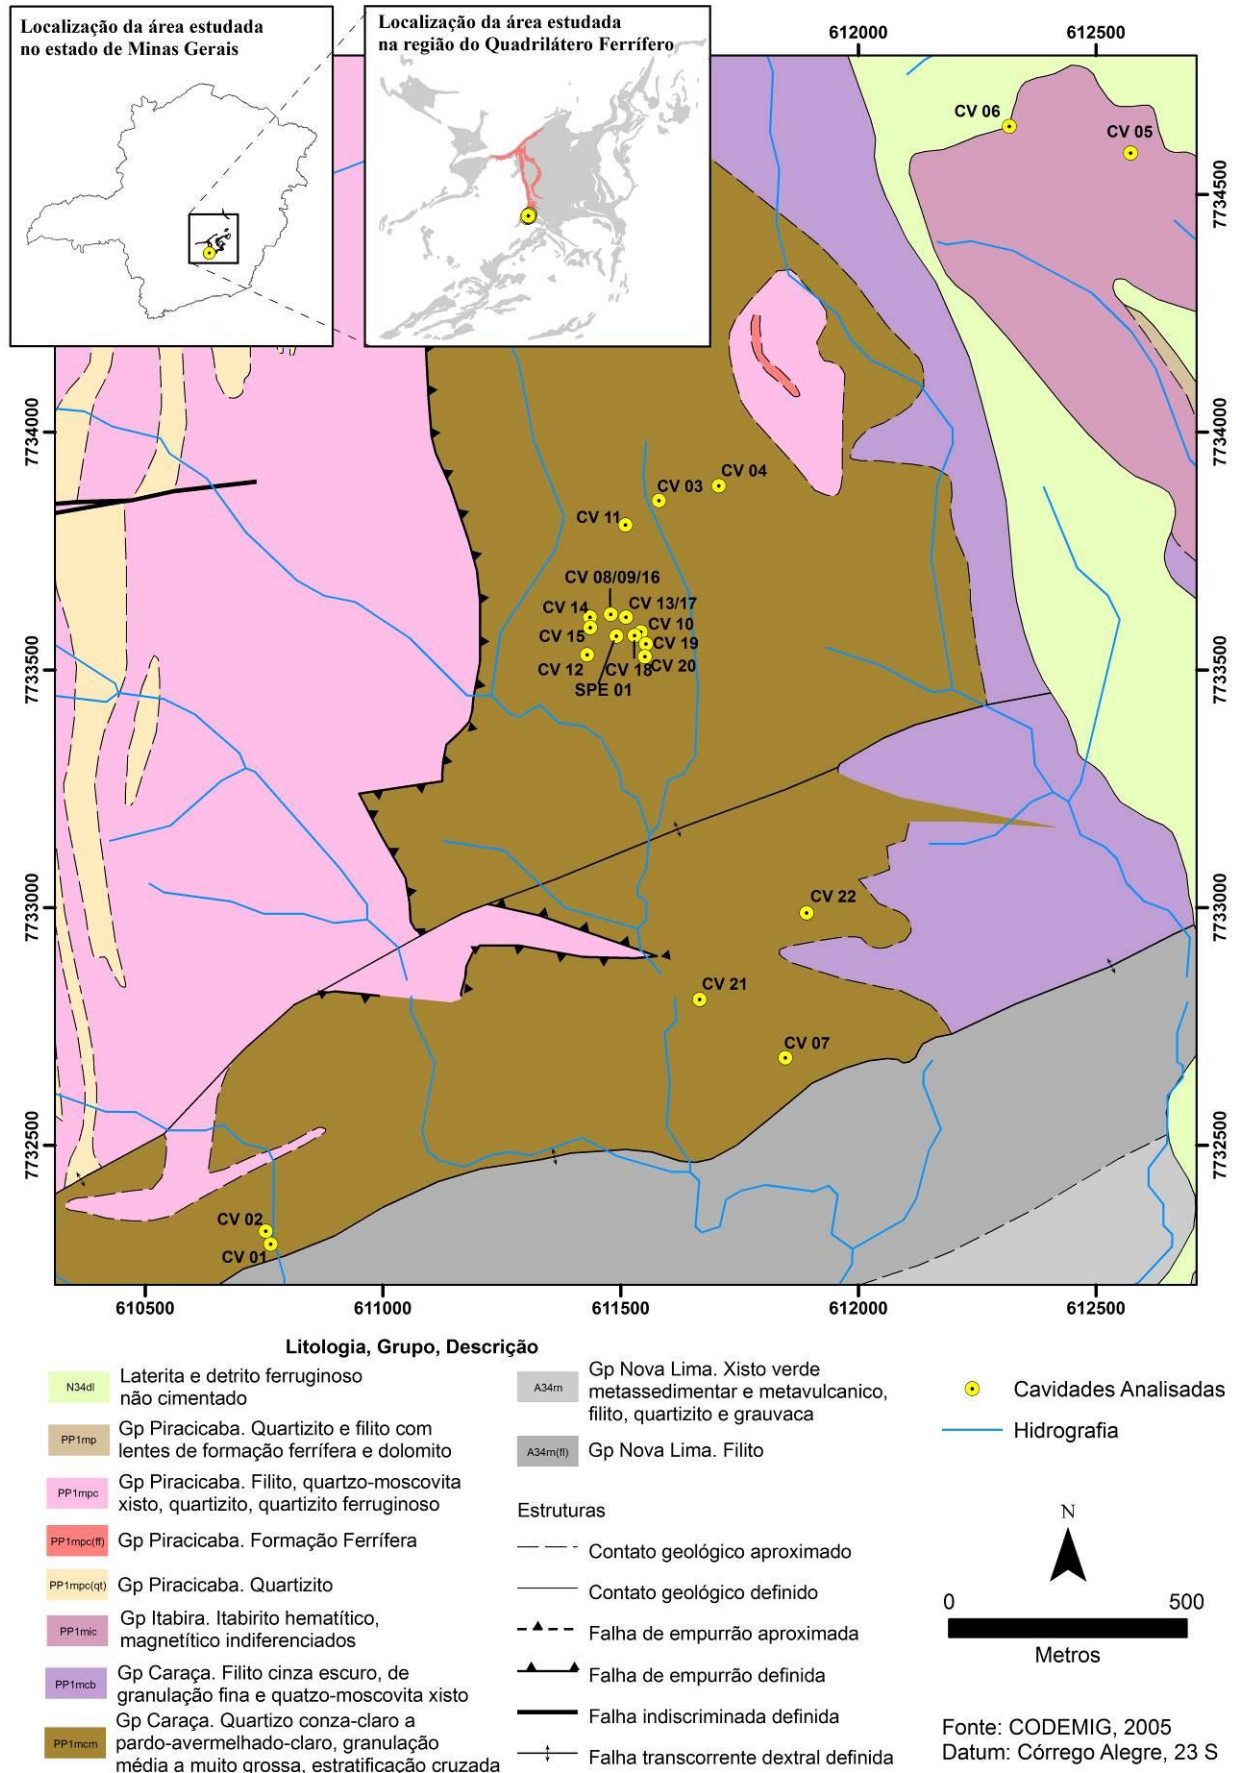 Localização da área estudada
no estado de Minas Gerais
Localização da área estudada
na região do Quadrilátero Ferrífero
612000
612500
CV 06
CV 05
7734500
7734000
7734000
CV 04
CV 03
CV 11
CV 08/09/16
CV 14
CV 13/17
CV 10
CV 15
CV 19
CV 12
CV 18
CV 20
SPE 01
7733500
7733500
CV 22
7733000
7733000
CV 21
CV 07
7732500
7732500
CV 02
CV 01
610500
611000
611500
612000
612500
Litologia, Grupo, Descrição
N34dl
Laterita e detrito ferruginoso
não cimentado
PP1mp
Gp Piracicaba. Quartizito e filito com
lentes de formação ferrífera e dolomito
PP1mpc
Gp Piracicaba. Filito, quartzo-moscovita
xisto, quartizito, quartizito ferruginoso
PP1mpc(ff)
Gp Piracicaba. Formação Ferrífera
PP1mpc(qt)
Gp Piracicaba. Quartizito
PP1mic
Gp Itabira. Itabirito hematítico,
magnetítico indiferenciados
PP1mcb
Gp Caraça. Filito cinza escuro, de
granulação fina e quatzo-moscovita xisto
PP1mcm
Gp Caraça. Quartizo conza-claro a
pardo-avermelhado-claro, granulação
média a muito grossa, estratificação cruzada
A34rn
Gp Nova Lima. Xisto verde
metassedimentar e metavulcanico,
filito, quartizito e grauvaca
A34rn(fl)
Gp Nova Lima. Filito
Estruturas
Contato geológico aproximado
Contato geológico definido
Falha de empurrão aproximada
Falha de empurrão definida
Falha indiscriminada definida
Falha transcorrente dextral definida
Cavidades Analisadas
Hidrografia
N
0
500
Metros
Fonte: CODEMIG, 2005
Datum: Córrego Alegre, 23 S